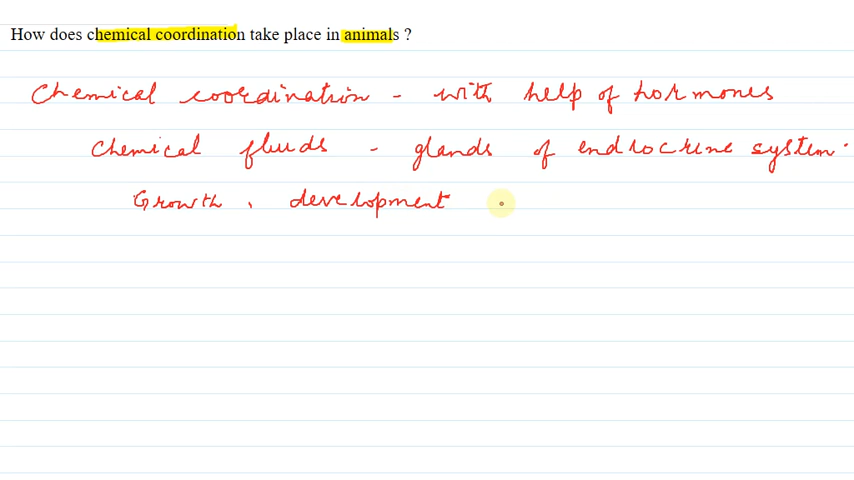 How does chemical coordination take place in animals ?
Chemical coordination - with help of hormones
Chemical fluids - glands of endrocrine system.
Growth , development